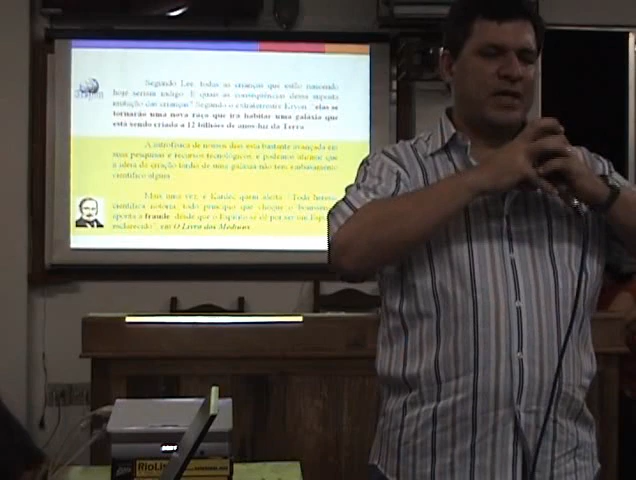 Segundo Lee, todas as crianças que estão nascendo
hoje seriam índigo. E quais as consequências dessa suposta
imitação das crianças? Segundo o extraterrestre Kryon, "elas se
tornarão uma nova raça que irá habitar uma galáxia que
está sendo criada a 12 bilhões de anos-luz da Terra
A astrofísica de nossos dias está bastante avançada em
suas pesquisas e recursos tecnológicos, e podemos afirmar que
a ideia de criação de uma galáxia não tem embasamento
científico algum.
Mais uma vez, é Kardec quem alerta: "Toda heresia
científica notória, todo princípio que choque o bom-senso,
aponta a fraude, desde que o Espírito se dê por ser um Espírito
esclarecido", em O Livro dos Médiuns
RioLi